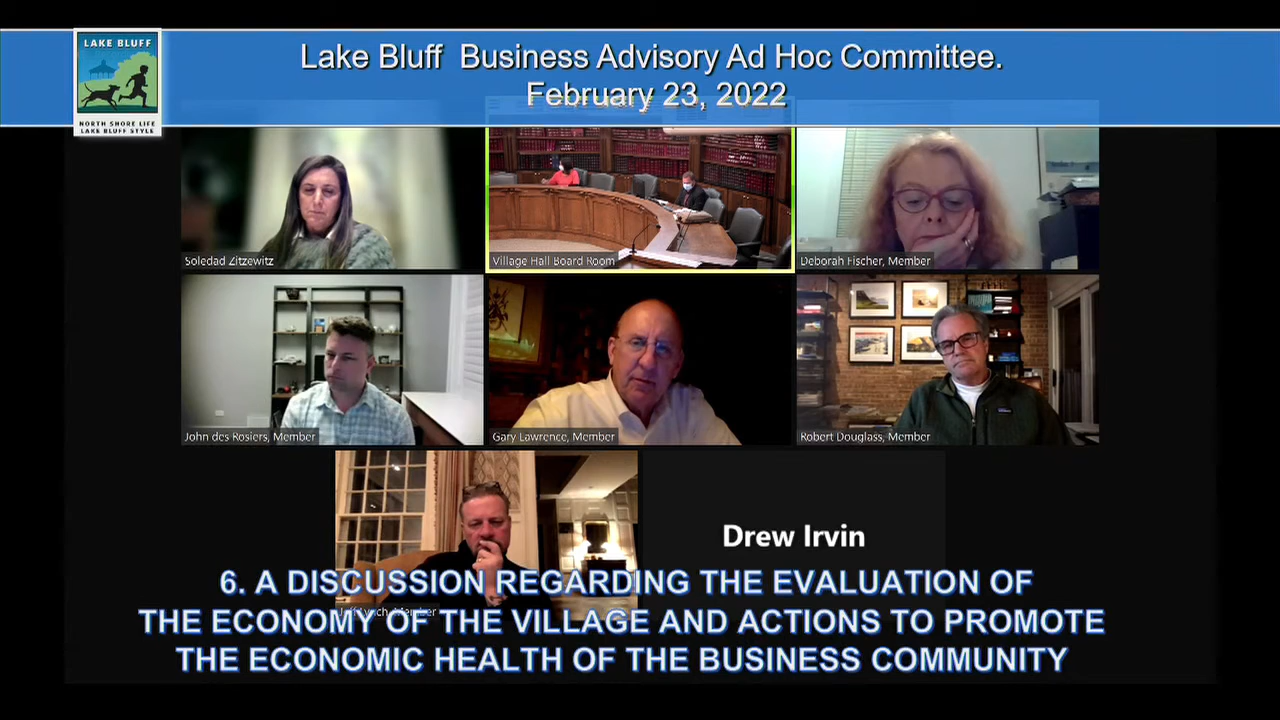 LAKE BLUFF
NORTH SHORE LIFE
LAKE BLUFF STYLE
Lake Bluff Business Advisory Ad Hoc Committee.
February 23, 2022
Soledad Zitzewitz
Village Hall Board Room
Deborah Fischer, Member
John des Rosiers, Member
Gary Lawrence, Member
Robert Douglass, Member
Drew Irvin
Member
6. A DISCUSSION REGARDING THE EVALUATION OF
THE ECONOMY OF THE VILLAGE AND ACTIONS TO PROMOTE
THE ECONOMIC HEALTH OF THE BUSINESS COMMUNITY